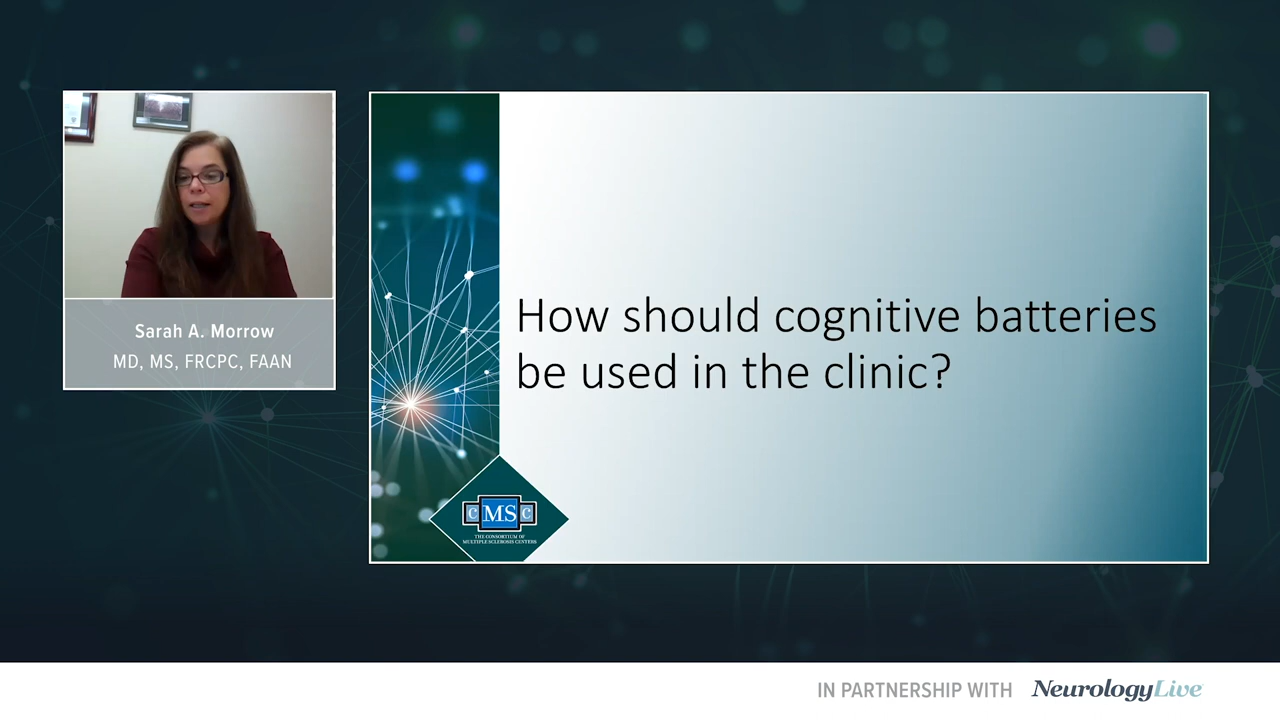 Sarah A. Morrow
MD, MS, FRCPC, FAAN
How should cognitive batteries
be used in the clinic?
CMSC
THE CONSORTIUM OF
MULTIPLE SCLEROSIS CENTERS
IN PARTNERSHIP WITH NeurologyLive